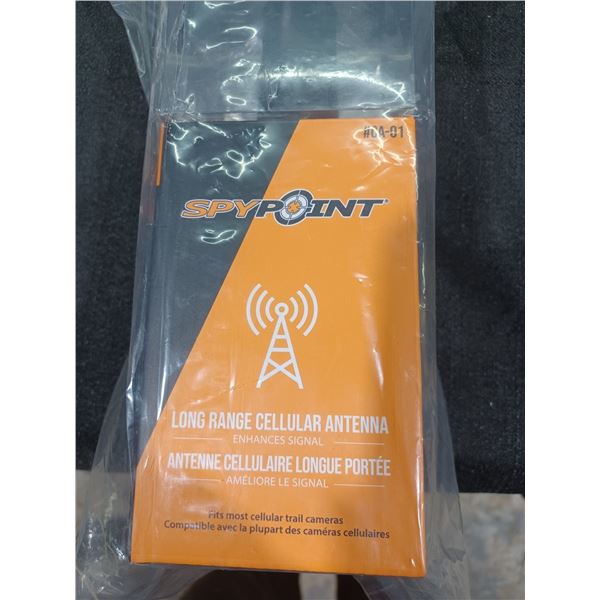 #CA-01
SPYPOINT®
LONG RANGE CELLULAR ANTENNA
ENHANCES SIGNAL
ANTENNE CELLULAIRE LONGUE PORTÉE
AMÉLIORE LE SIGNAL
Fits most cellular trail cameras
Compatible avec la plupart des caméras cellulaires